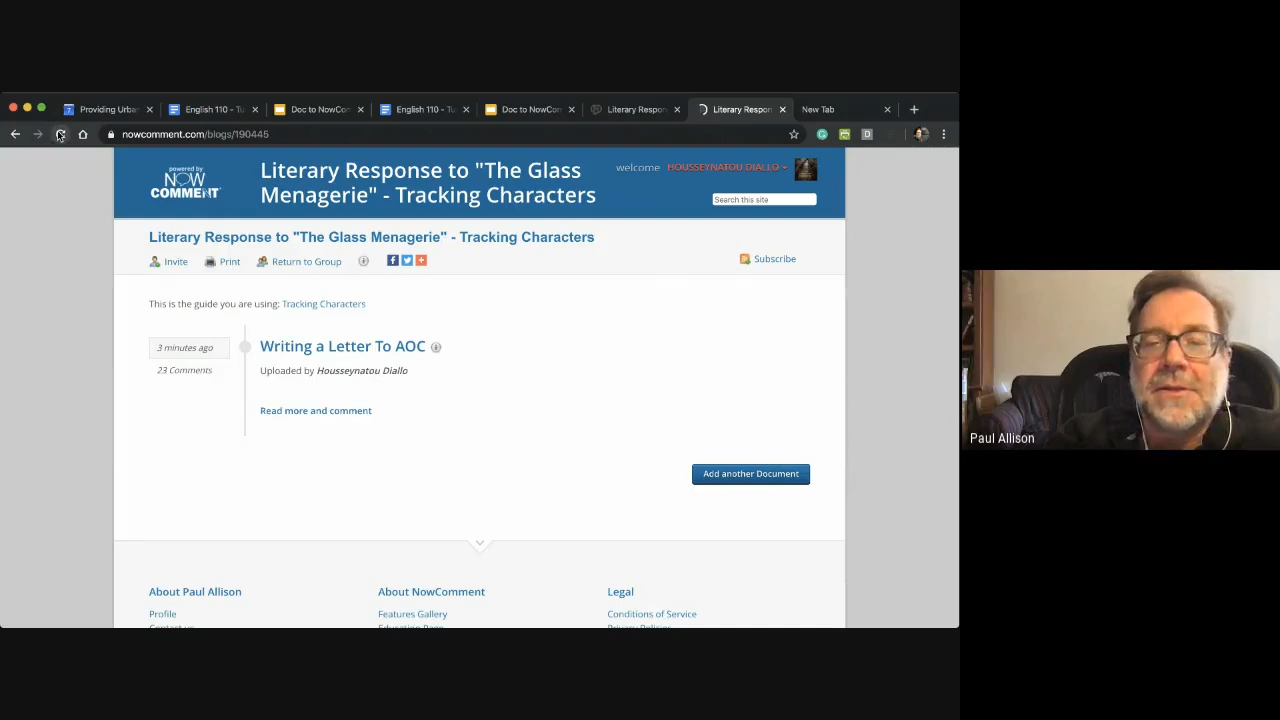 Providing Urba
English 110 - Tu
Doc to NowCon
English 110 - Tu
Doc to NowCon
Literary Respon
Literary Respon
New Tab
nowcomment.com/blogs/190445
powered by
NOW
COMMENT
Literary Response to "The Glass
Menagerie" - Tracking Characters
welcome HOUSSEYNATOU DIALLO
Search this site
Literary Response to "The Glass Menagerie" - Tracking Characters
Invite Print Return to Group
Subscribe
This is the guide you are using: Tracking Characters
3 minutes ago
Writing a Letter To AOC
23 Comments
Uploaded by Housseynatou Diallo
Read more and comment
Add another Document
Paul Allison
About Paul Allison
About NowComment
Legal
Profile
Features Gallery
Conditions of Service